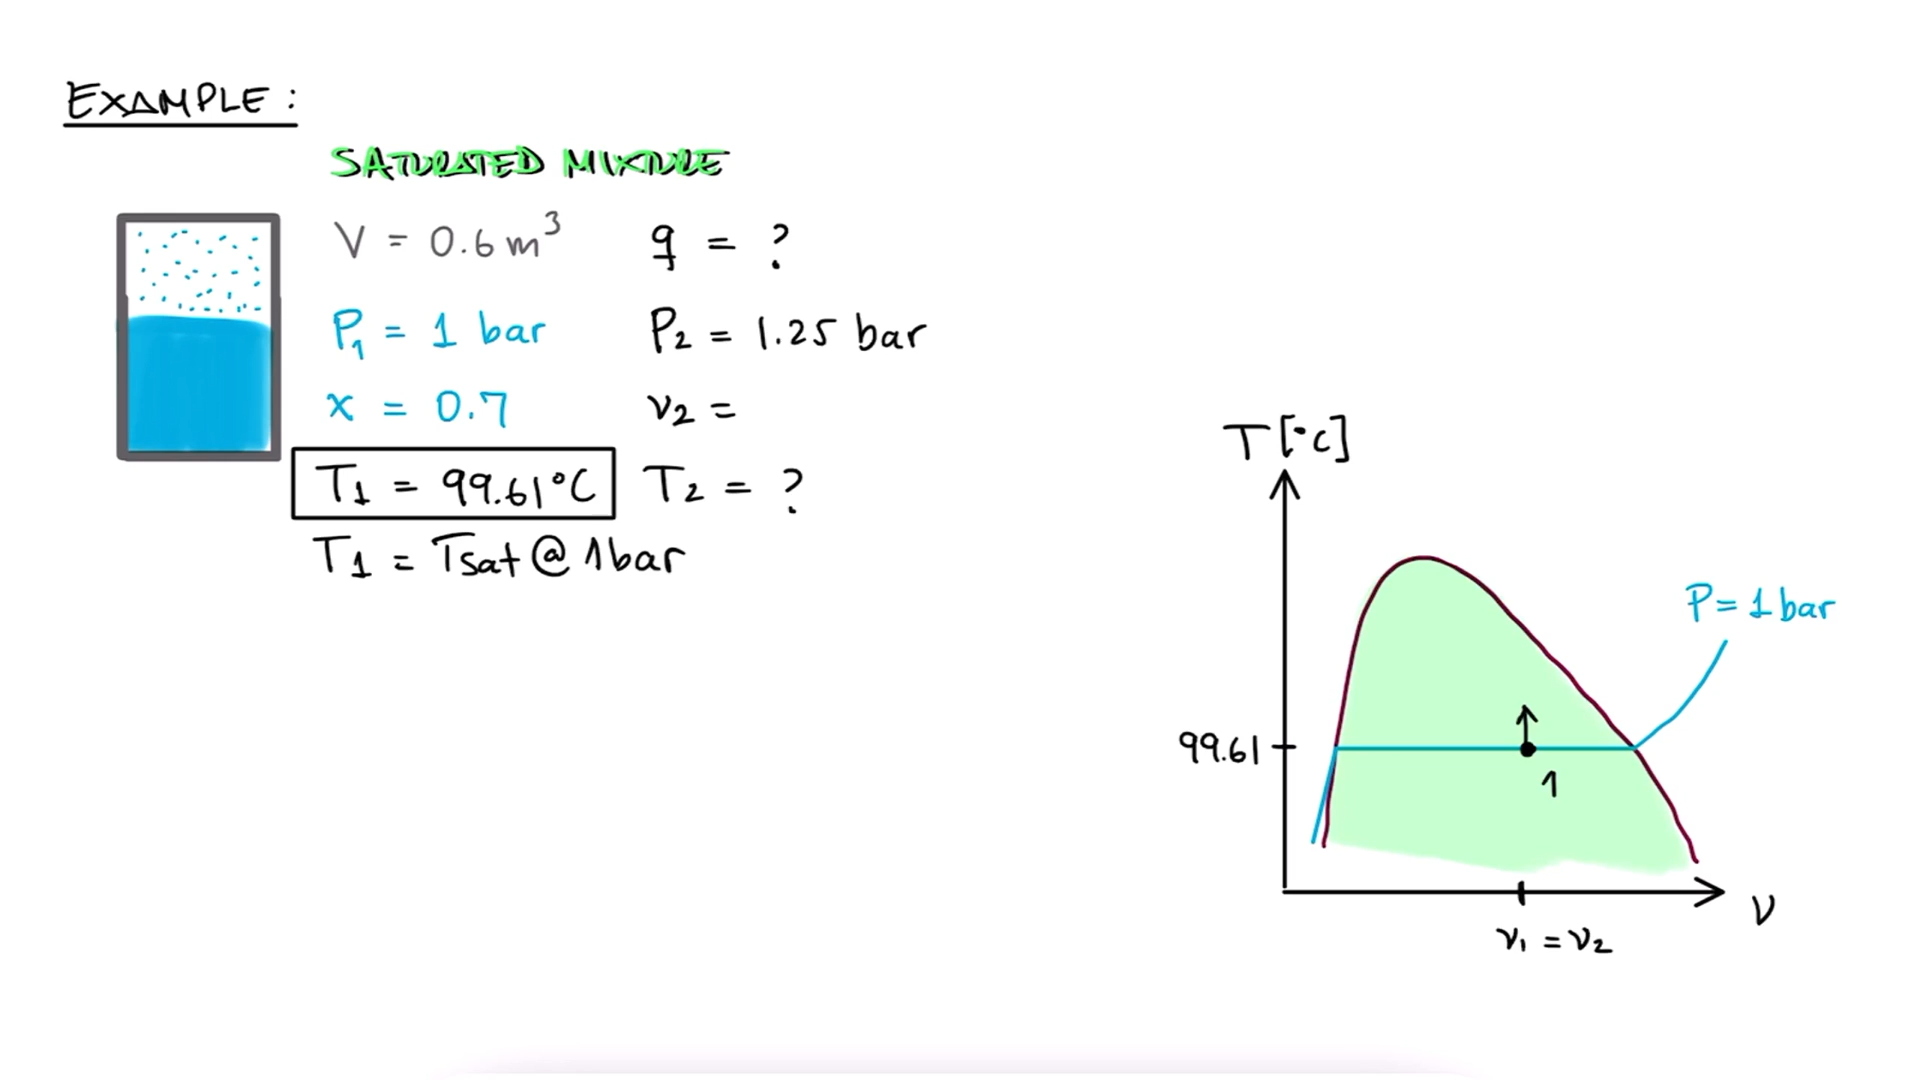 EXAMPLE:
SATURATED MIXTURE
V = 0.6 m³
q = ?
P₁ = 1 bar
P₂ = 1.25 bar
x = 0.7
v₂ =
T₁ = 99.61°C
T₂ = ?
T₁ = Tsat @ 1bar
T [°C]
P = 1 bar
99.61
1
v
v₁ = v₂